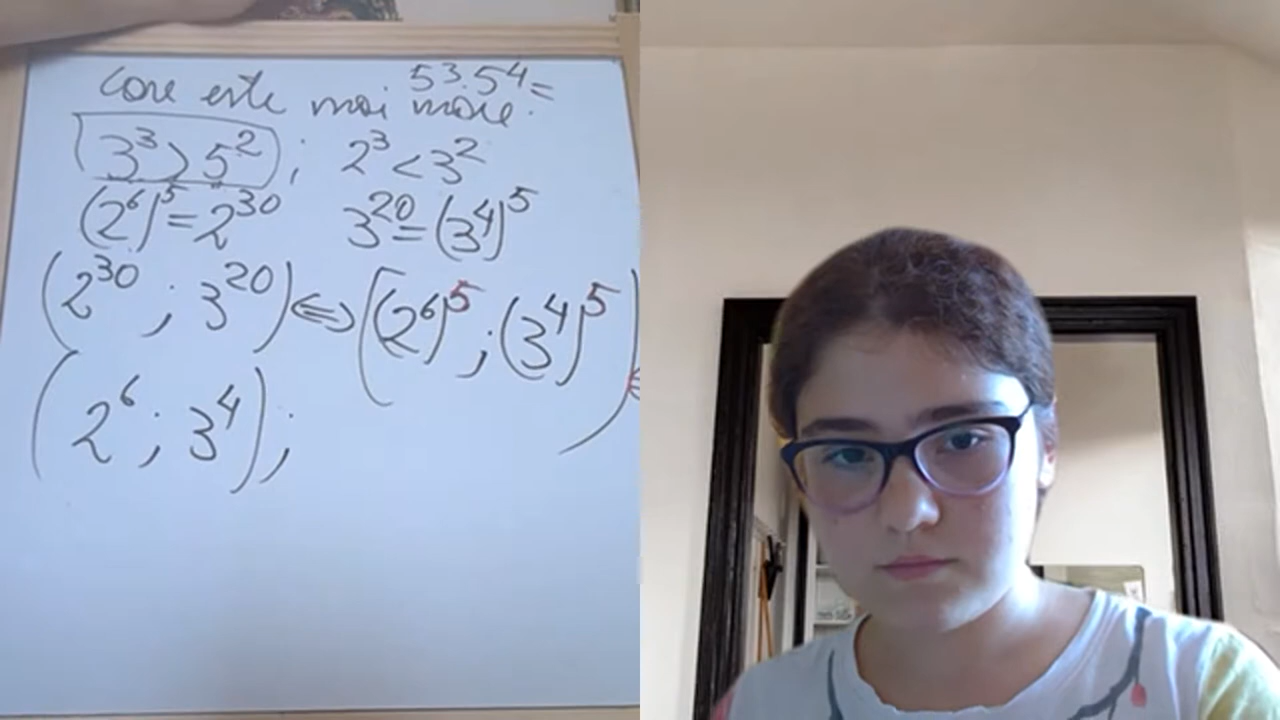 Care este mai mare. 5³·5⁴=
3³>5² ; 2³<3²
(2⁶)⁵=2³⁰ 3²⁰=(3⁴)⁵
(2³⁰ ; 3²⁰)⇔((2⁶)⁵ ; (3⁴)⁵)
(2⁶ ; 3⁴) ;